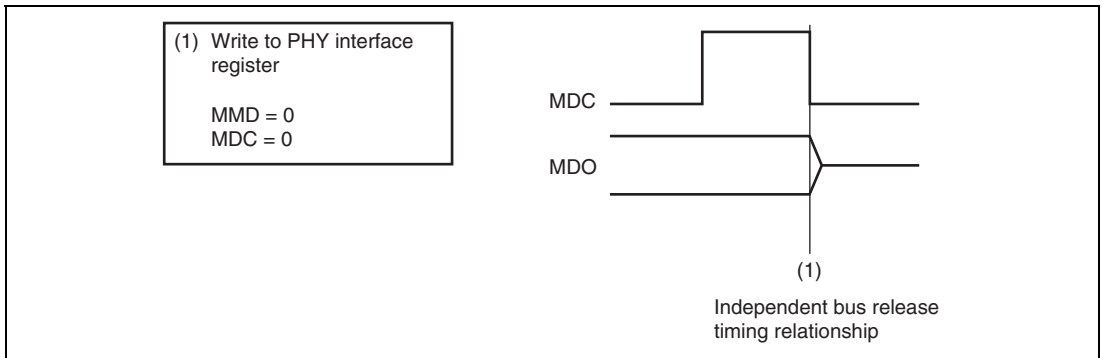 (1) Write to PHY interface
register
MMD = 0
MDC = 0
MDC
MDO
(1)
Independent bus release
timing relationship